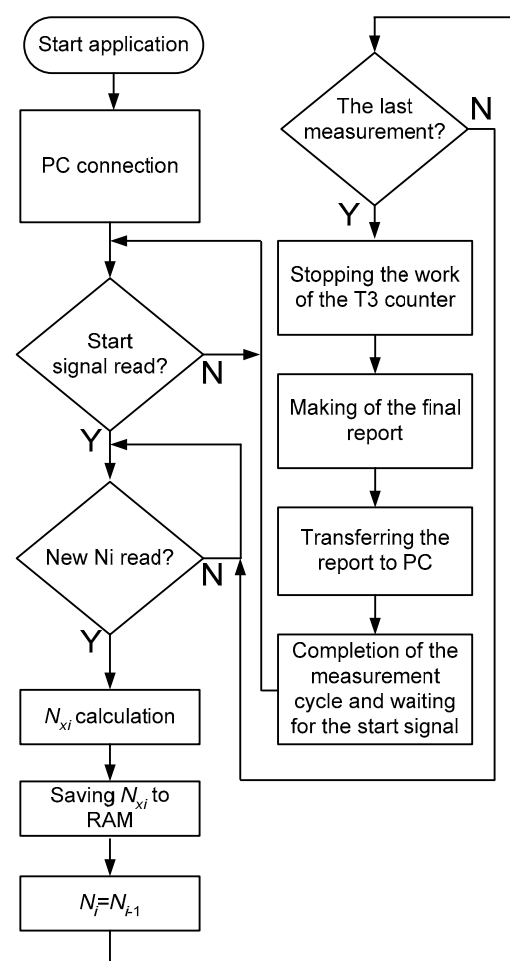 Start application
PC connection
Start
signal read?
N
Y
New Ni read?
N
Y
Nxi calculation
Saving Nxi to
RAM
Ni=Ni-1
The last
measurement?
N
Y
Stopping the work
of the T3 counter
Making of the final
report
Transferring the
report to PC
Completion of the
measurement
cycle and waiting
for the start signal